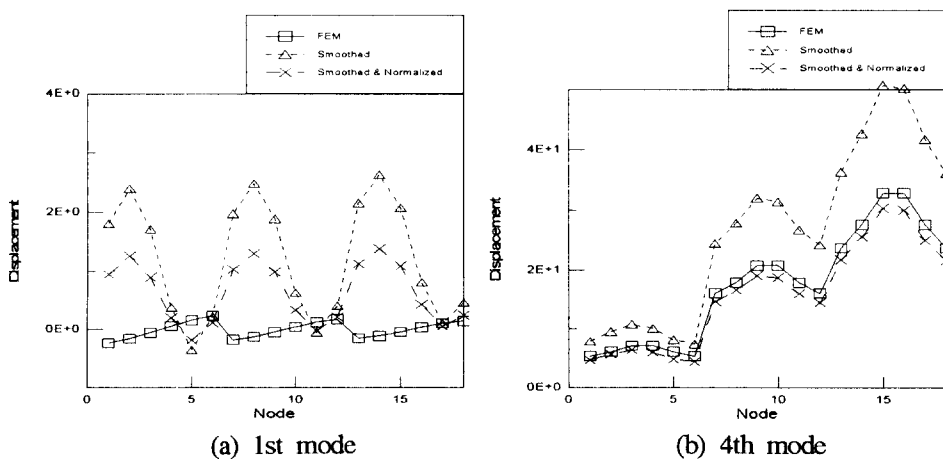 FEM
Smoothed
Smoothed & Normalized
4E+0
2E+0
0E+0
Displacement
0 5 10 15
Node
(a) 1st mode
FEM
Smoothed
Smoothed & Normalized
4E+1
2E+1
0E+0
Displacement
0 5 10 15
Node
(b) 4th mode